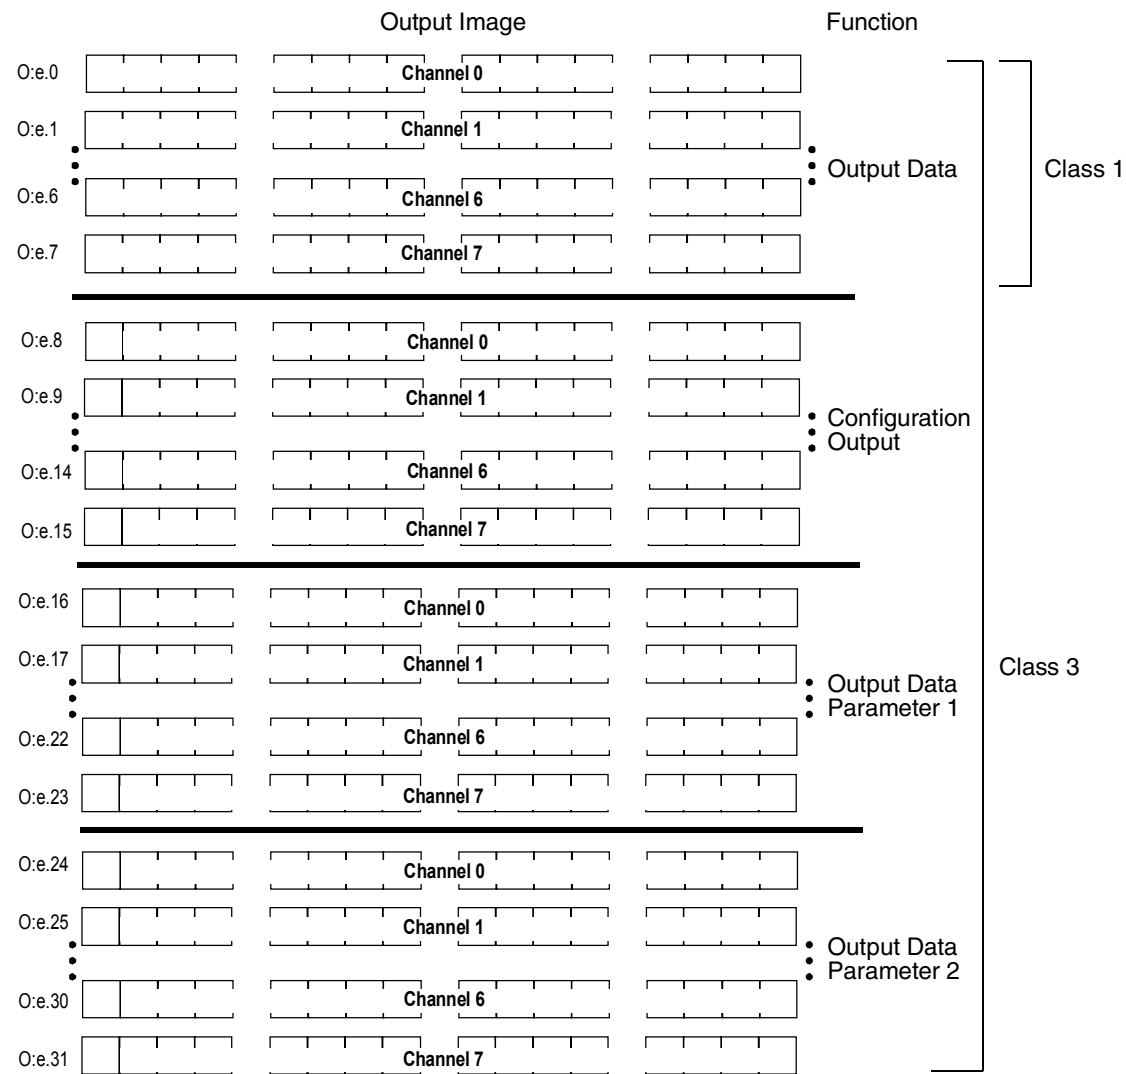 Output Image Function
O:e.0 Channel 0
O:e.1 Channel 1
Output Data Class 1
O:e.6 Channel 6
O:e.7 Channel 7
O:e.8 Channel 0
O:e.9 Channel 1
Configuration
Output
O:e.14 Channel 6
O:e.15 Channel 7
O:e.16 Channel 0
O:e.17 Channel 1
Class 3
Output Data
Parameter 1
O:e.22 Channel 6
O:e.23 Channel 7
O:e.24 Channel 0
O:e.25 Channel 1
Output Data
Parameter 2
O:e.30 Channel 6
O:e.31 Channel 7